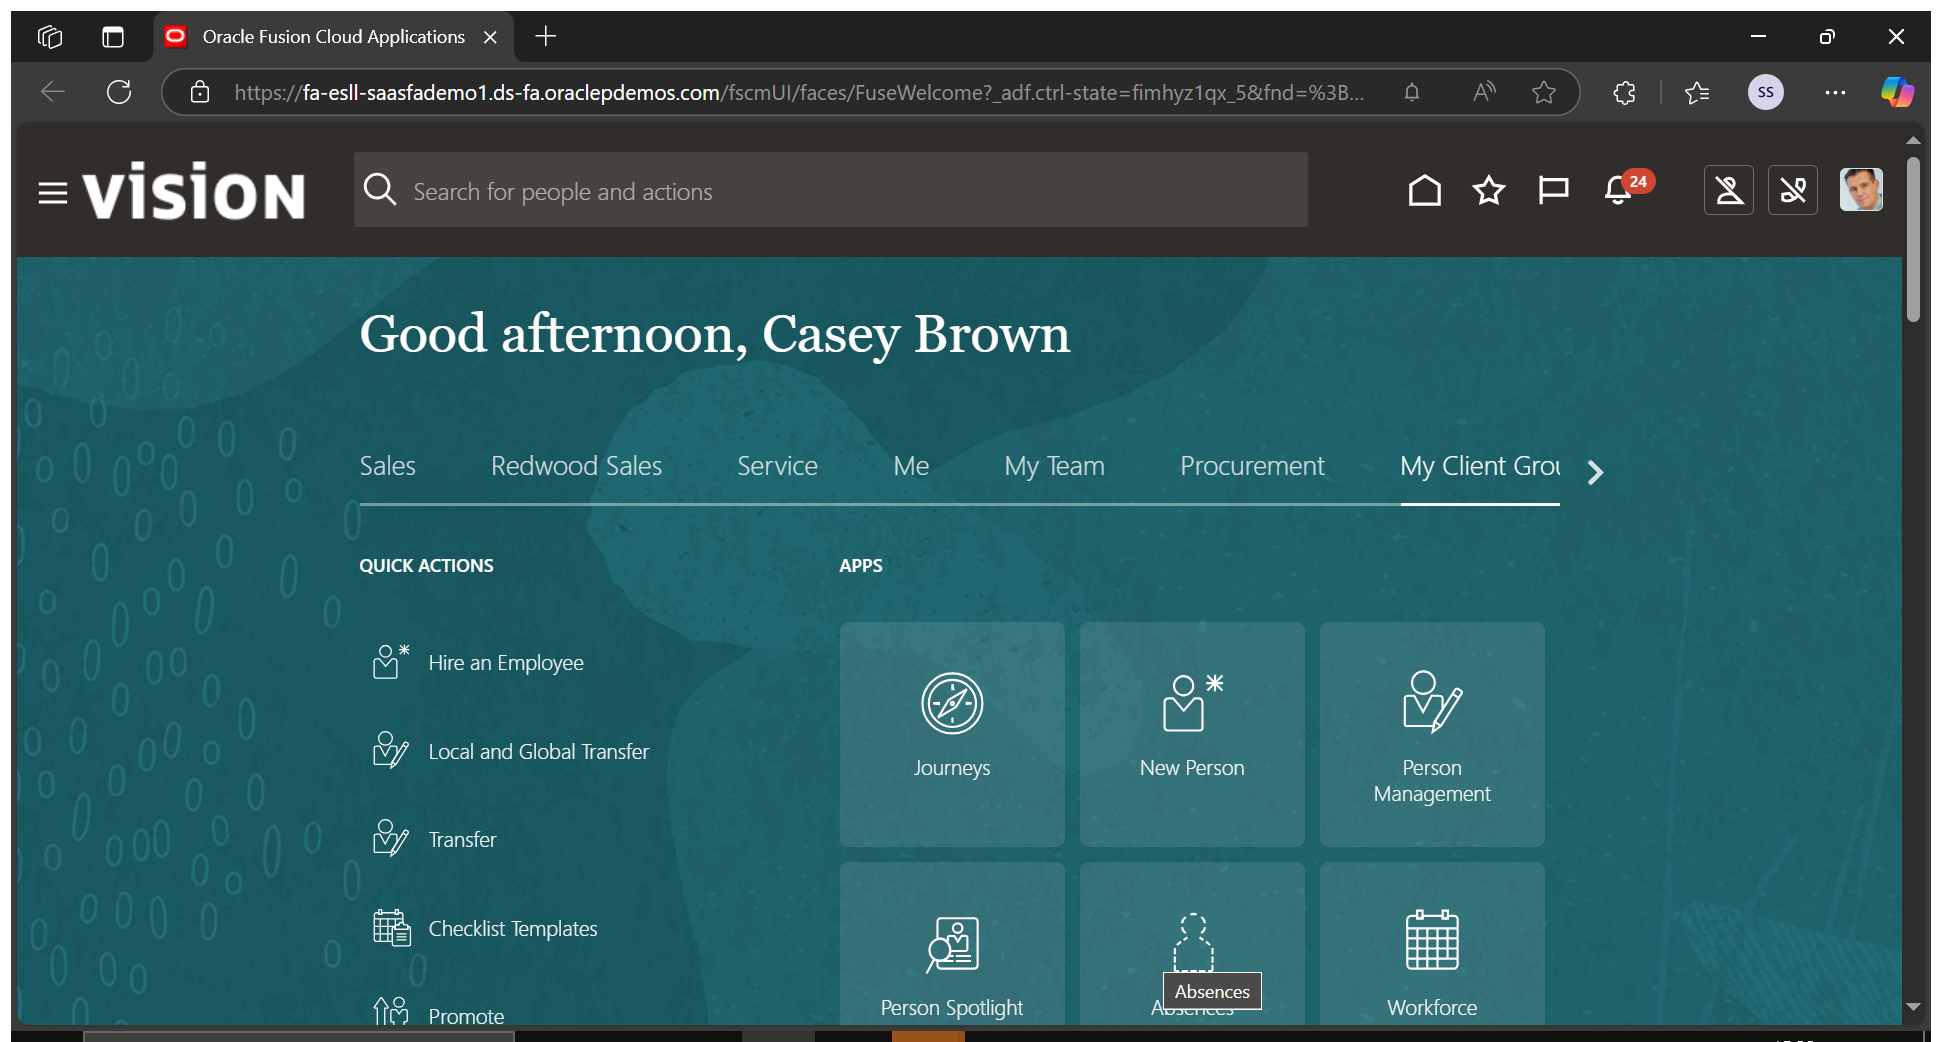 Oracle Fusion Cloud Applications
https://fa-esll-saasfademo1.ds-fa.oraclepdemos.com/fscmUI/faces/FuseWelcome?_adf.ctrl-state=fimhyz1qx_5&fnd=%3B...
SS
vision
Search for people and actions
24
Good afternoon, Casey Brown
Sales Redwood Sales Service Me My Team Procurement My Client Grou
QUICK ACTIONS
APPS
Hire an Employee
Local and Global Transfer
Transfer
Checklist Templates
Promote
Journeys
New Person
Person
Management
Person Spotlight
Absences
Absences
Workforce